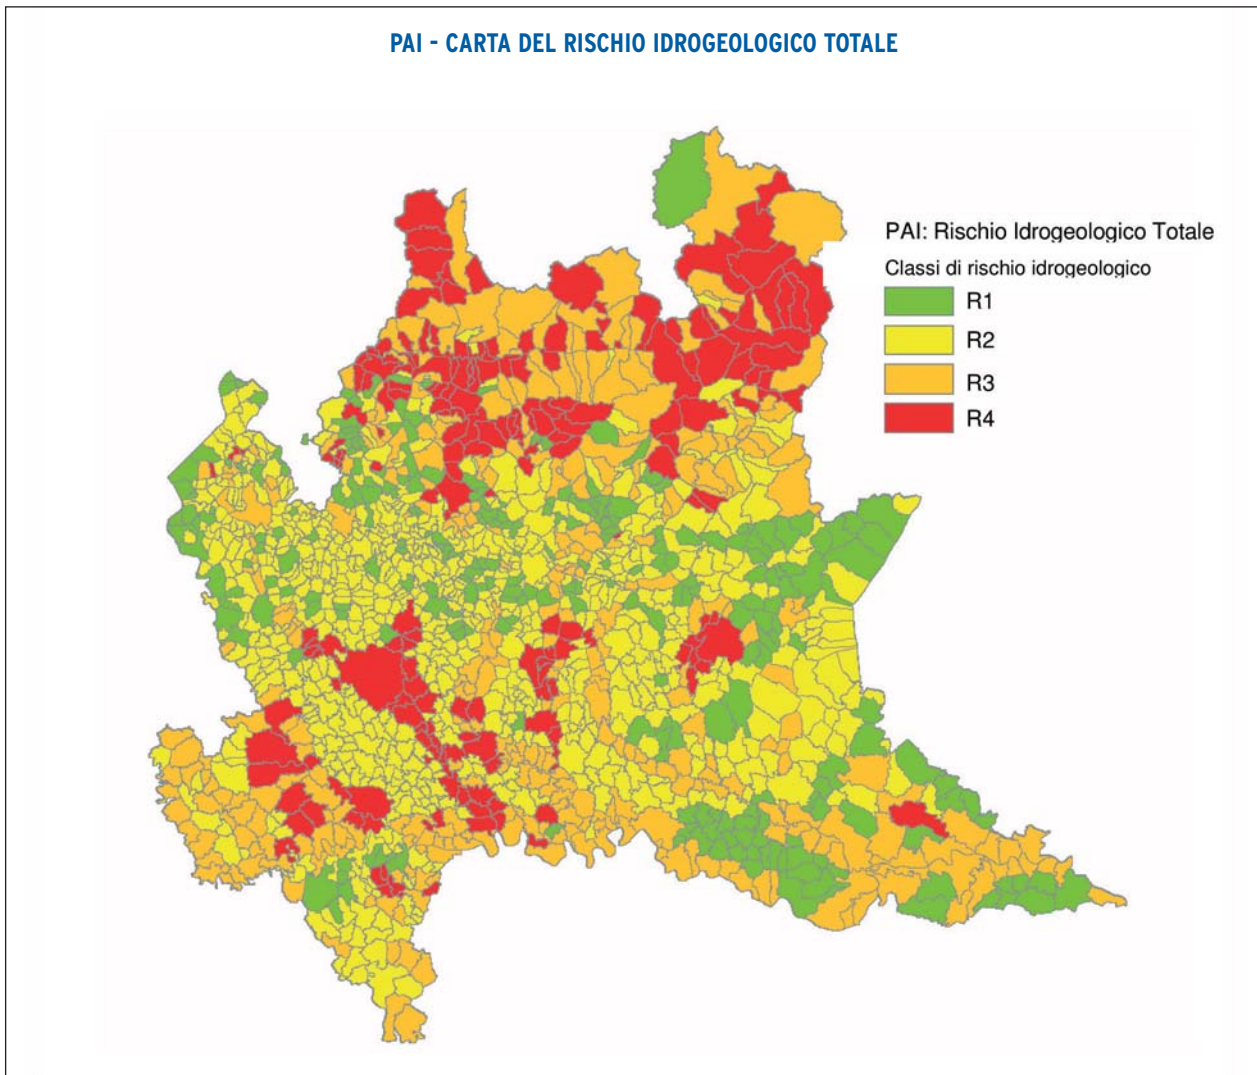 PAI - CARTA DEL RISCHIO IDROGEOLOGICO TOTALE
PAI: Rischio Idrogeologico Totale
Classi di rischio idrogeologico
R1
R2
R3
R4